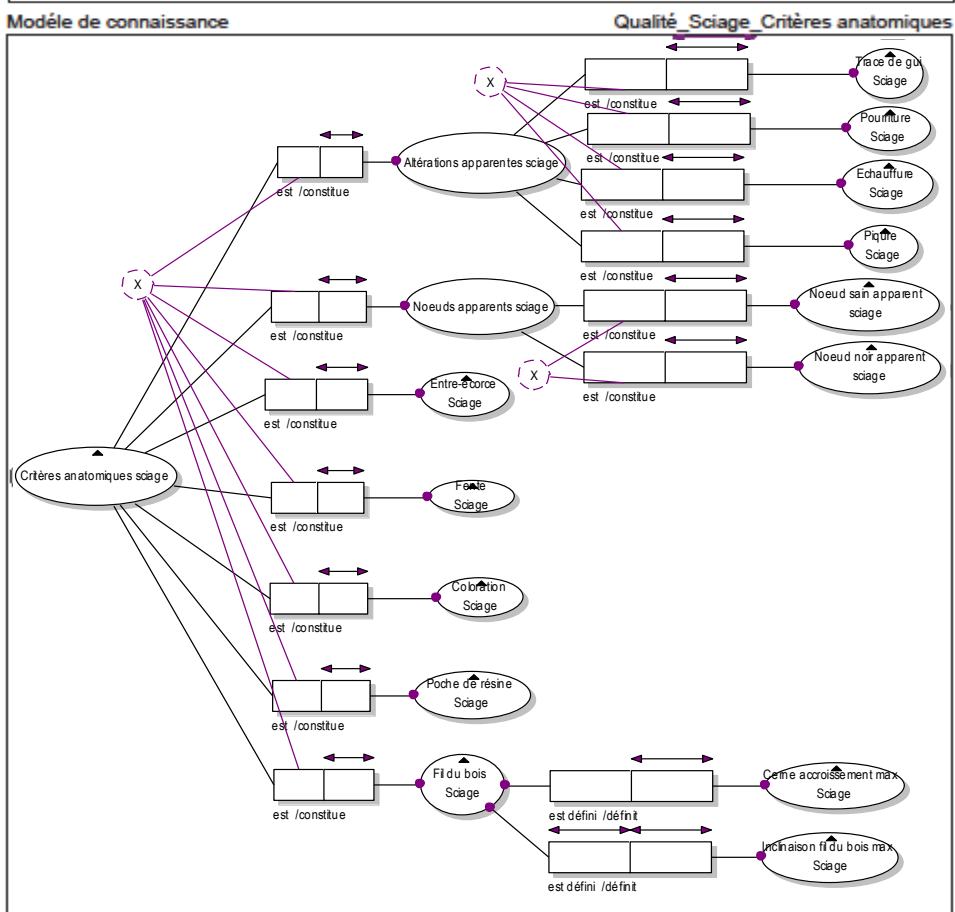 Modéle de connaissance
Qualité_Sciage_Critères anatomiques
Trace de gui
Sciage
X
est /constitue
Pourriture
Sciage
est /constitue
Altérations apparentes sciage
est /constitue
Echauffure
Sciage
est /constitue
Piqûre
Sciage
est /constitue
X
Noeuds apparents sciage
est /constitue
Noeud sain apparent
sciage
est /constitue
X
Noeud noir apparent
sciage
est /constitue
Entre-écorce
Sciage
est /constitue
Critères anatomiques sciage
Fente
Sciage
est /constitue
Coloration
Sciage
est /constitue
Poche de résine
Sciage
est /constitue
Fil du bois
Sciage
est /constitue
Cerne accroissement max
Sciage
est défini /définit
Inclinaison fil du bois max
Sciage
est défini /définit